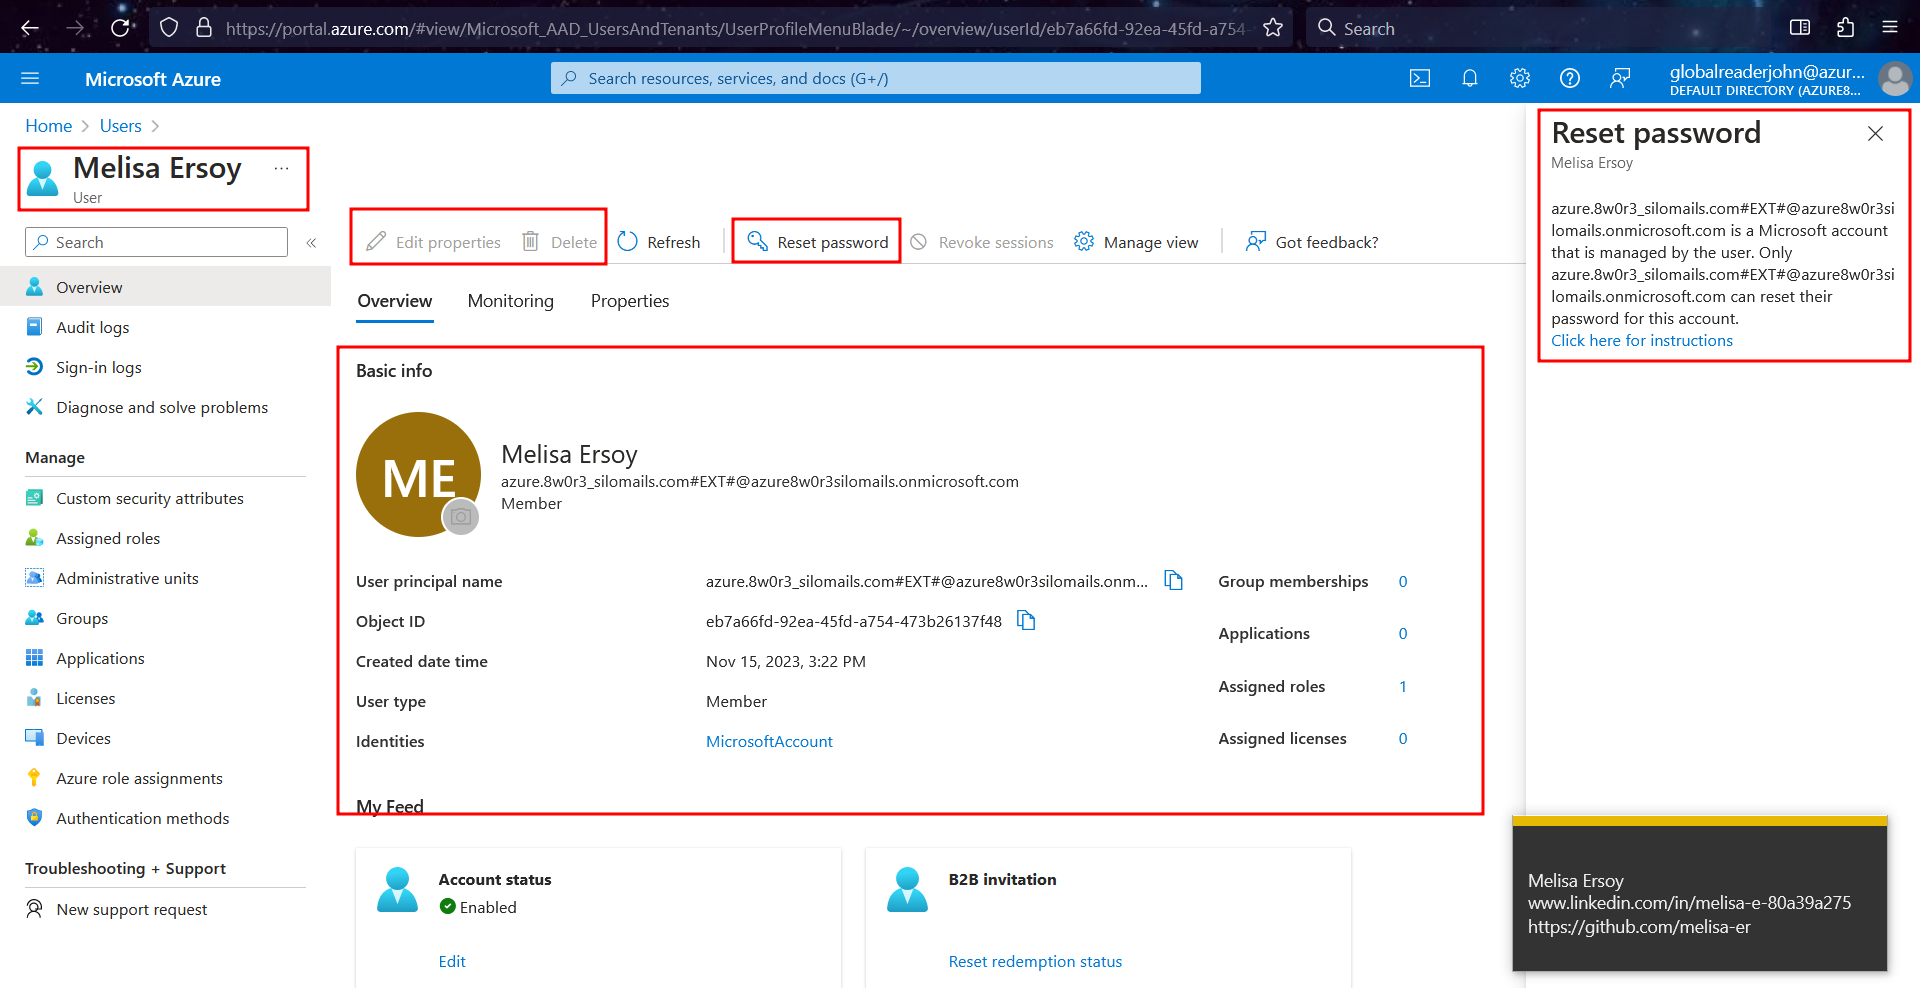 https://portal.azure.com/#view/Microsoft_AAD_UsersAndTenants/UserProfileMenuBlade/~/overview/userId/eb7a66fd-92ea-45fd-a754-
Search
Microsoft Azure
Search resources, services, and docs (G+/)
globalreaderjohn@azur...
DEFAULT DIRECTORY (AZURE8...
Home
Users
Melisa Ersoy
...
User
Search
«
Overview
Audit logs
Sign-in logs
Diagnose and solve problems
Manage
Custom security attributes
Assigned roles
Administrative units
Groups
Applications
Licenses
Devices
Azure role assignments
Authentication methods
Troubleshooting + Support
New support request
Edit properties
Delete
Refresh
Reset password
Revoke sessions
Manage view
Got feedback?
Overview
Monitoring
Properties
Basic info
ME
Melisa Ersoy
azure.8w0r3_silomails.com#EXT#@azure8w0r3silomails.onmicrosoft.com
Member
User principal name
azure.8w0r3_silomails.com#EXT#@azure8w0r3silomails.onm...
Object ID
eb7a66fd-92ea-45fd-a754-473b26137f48
Created date time
Nov 15, 2023, 3:22 PM
User type
Member
Identities
MicrosoftAccount
Group memberships
0
Applications
0
Assigned roles
1
Assigned licenses
0
My Feed
Account status
Enabled
Edit
B2B invitation
Reset redemption status
Reset password
Melisa Ersoy
azure.8w0r3_silomails.com#EXT#@azure8w0r3si
lomails.onmicrosoft.com is a Microsoft account
that is managed by the user. Only
azure.8w0r3_silomails.com#EXT#@azure8w0r3si
lomails.onmicrosoft.com can reset their
password for this account.
Click here for instructions
Melisa Ersoy
www.linkedin.com/in/melisa-e-80a39a275
https://github.com/melisa-er